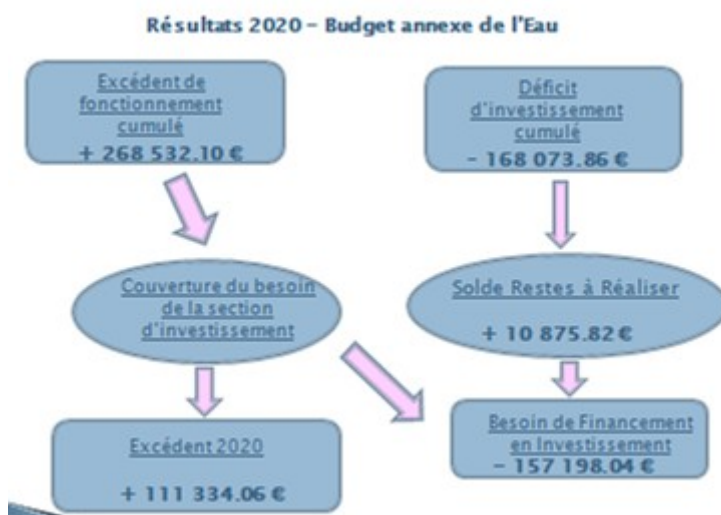 Résultats 2020 – Budget annexe de l'Eau
Excédent de
fonctionnement
cumulé
+ 268 532.10 €
Déficit
d'investissement
cumulé
– 168 073.86 €
Couverture du besoin
de la section
d'investissement
Solde Restes à Réaliser
+ 10 875.82 €
Excédent 2020
+ 111 334.06 €
Besoin de Financement
en Investissement
– 157 198.04 €